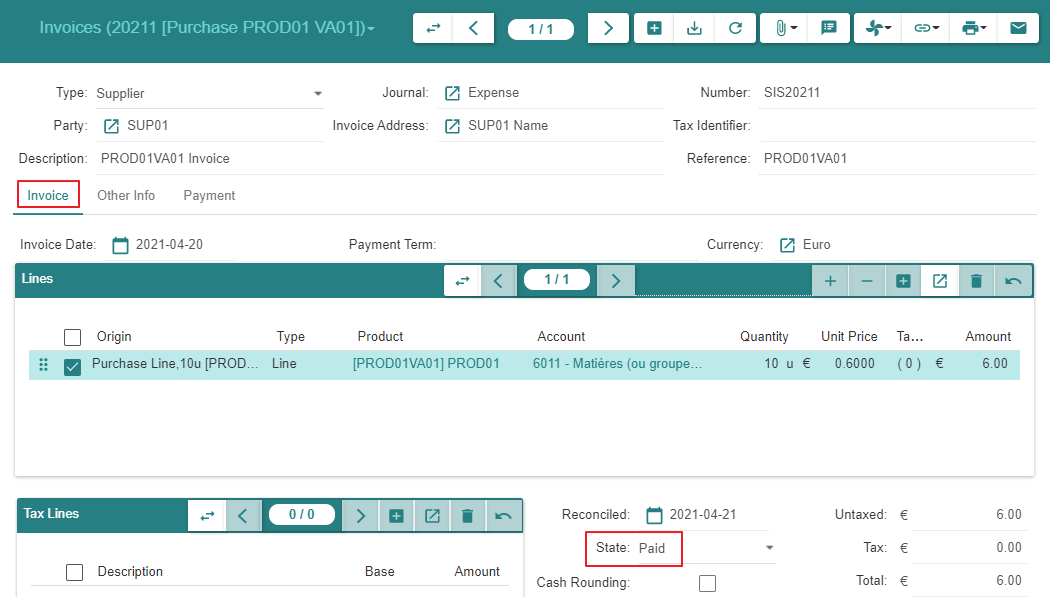 Invoices (20211 [Purchase PROD01 VA01])
1 / 1
Type: Supplier Journal: Expense Number: SIS20211
Party: SUP01 Invoice Address: SUP01 Name Tax Identifier:
Description: PROD01VA01 Invoice Reference: PROD01VA01
Invoice Other Info Payment
Invoice Date: 2021-04-20 Payment Term: Currency: Euro
Lines 1 / 1
Origin Type Product Account Quantity Unit Price Ta… Amount
Purchase Line,10u [PROD… Line [PROD01VA01] PROD01 6011 - Matières (ou groupe… 10 u € 0.6000 ( 0 ) € 6.00
Tax Lines 0 / 0
Description Base Amount
Reconciled: 2021-04-21 Untaxed: € 6.00
State: Paid Tax: € 0.00
Cash Rounding: Total: € 6.00